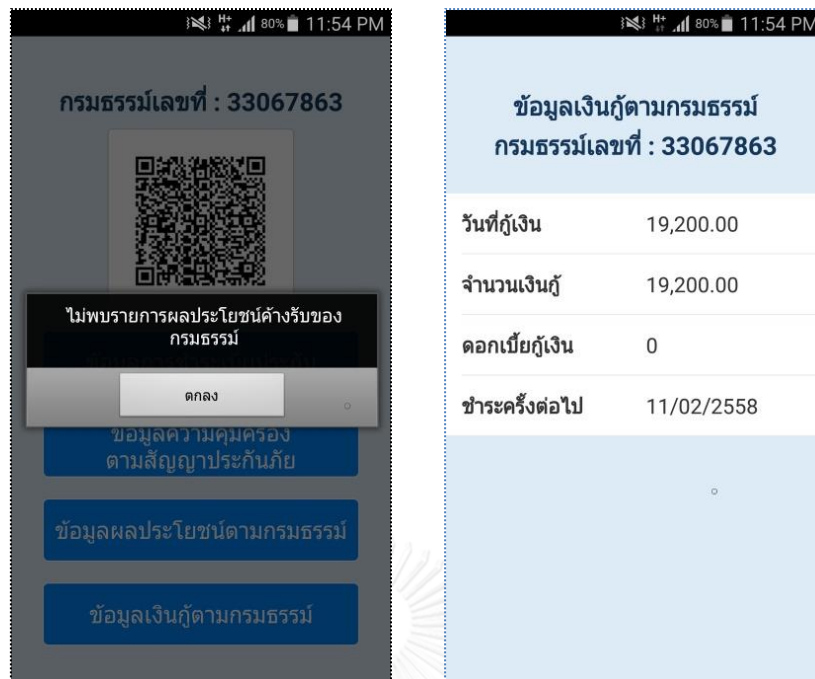 80% 11:54 PM
กรมธรรม์เลขที่ : 33067863
ไม่พบรายการผลประโยชน์ค้างรับของ
กรมธรรม์
ตกลง
ข้อมูลความคุ้มครอง
ตามสัญญาประกันภัย
ข้อมูลผลประโยชน์ตามกรมธรรม์
ข้อมูลเงินกู้ตามกรมธรรม์
H+ 80% 11:54 PM
ข้อมูลเงินกู้ตามกรมธรรม์
กรมธรรม์เลขที่ : 33067863
วันที่กู้เงิน 19,200.00
จำนวนเงินกู้ 19,200.00
ดอกเบี้ยกู้เงิน 0
ชำระครั้งต่อไป 11/02/2558